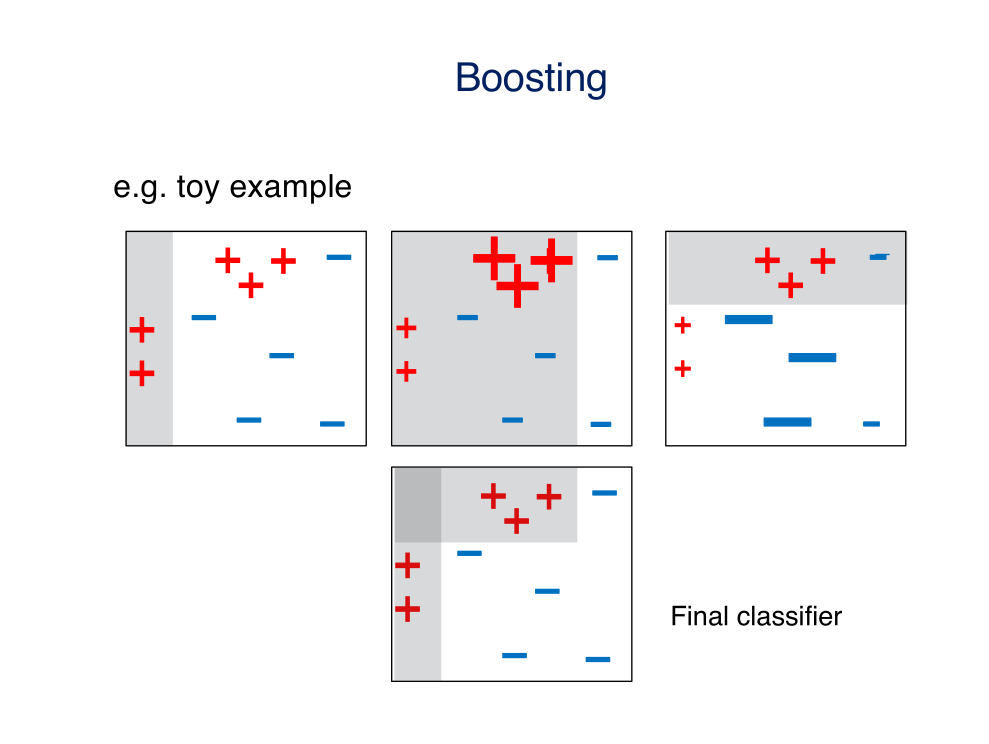 Boosting
e.g. toy example
Final classifier